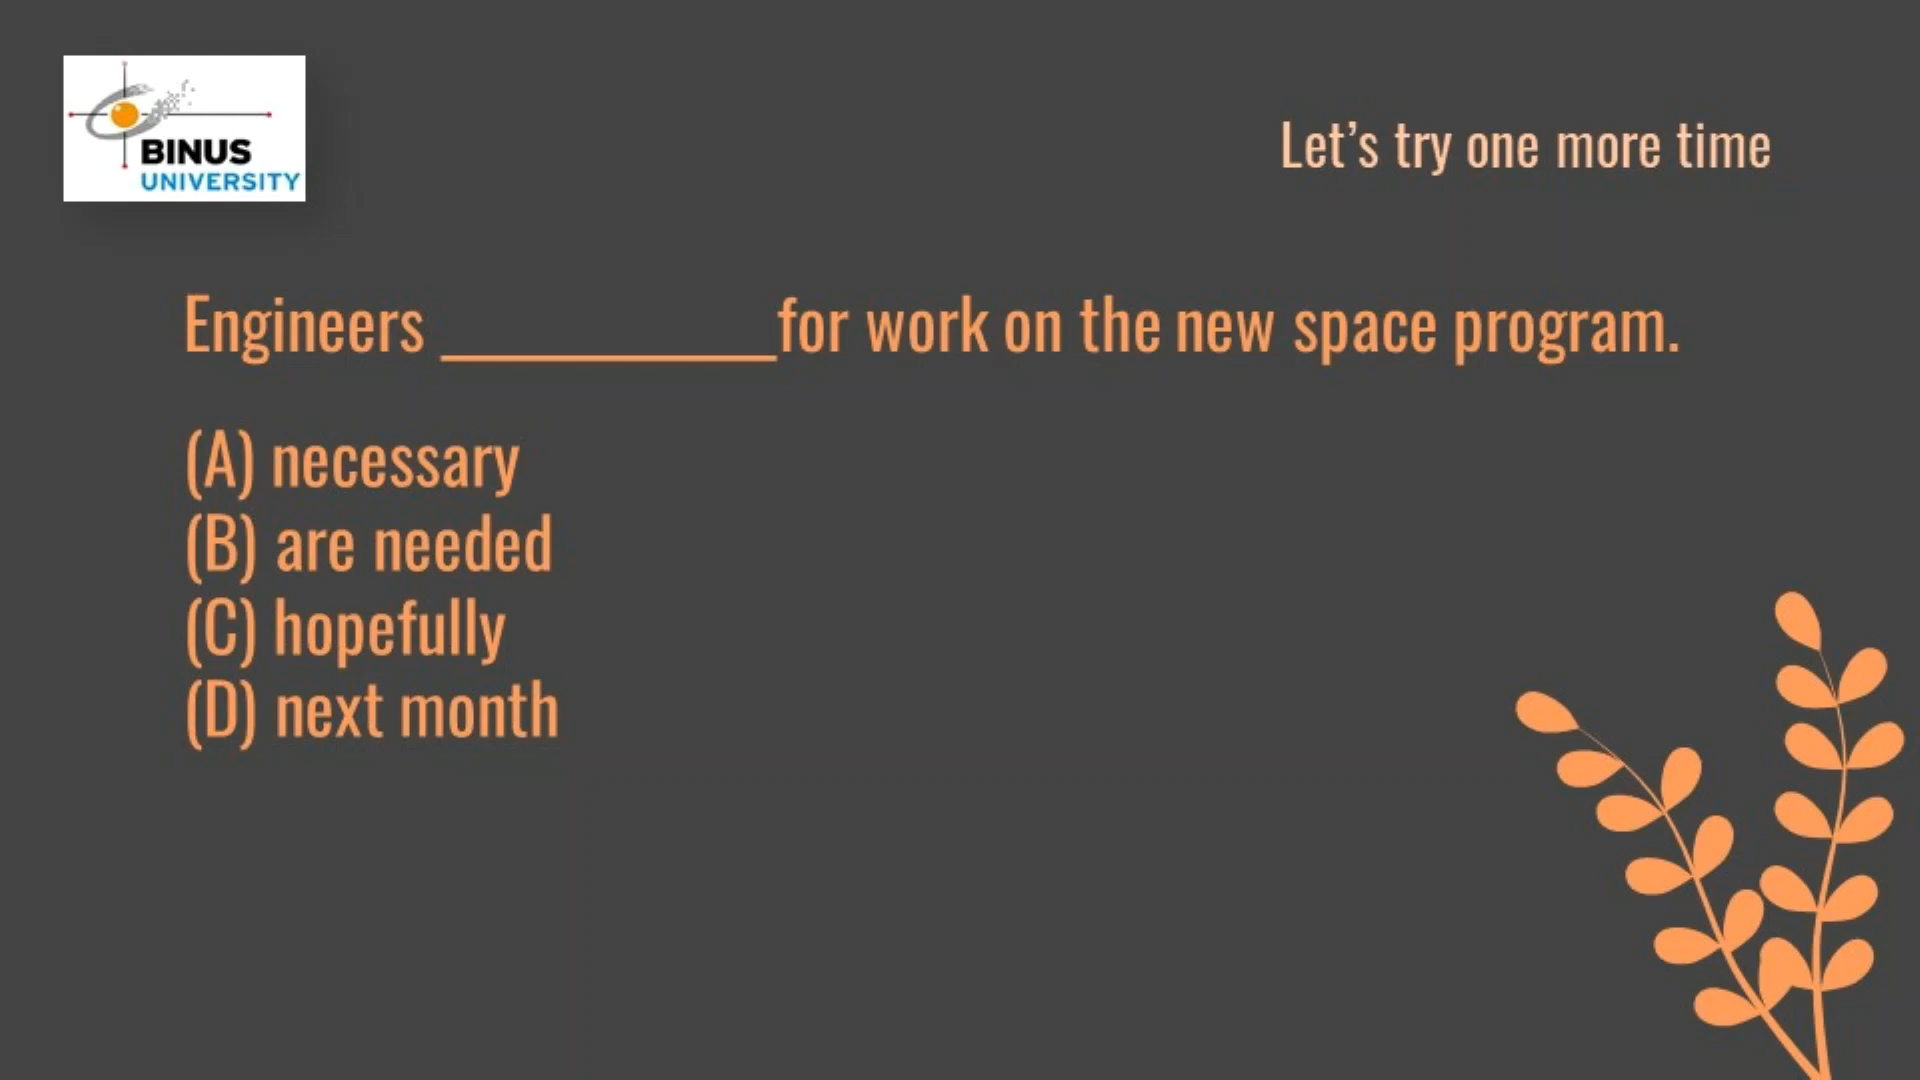 BINUS
UNIVERSITY
Let’s try one more time
Engineers ___________for work on the new space program.
(A) necessary
(B) are needed
(C) hopefully
(D) next month